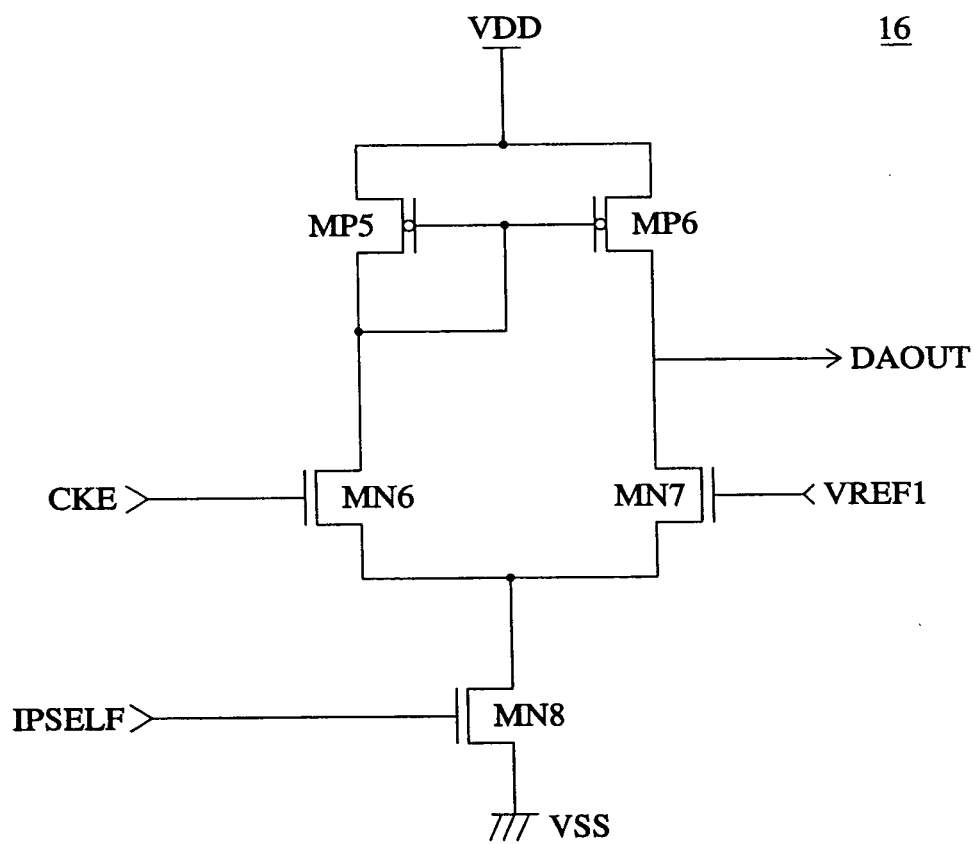 16
VDD
MP5
MP6
DAOUT
CKE
MN6
MN7
VREF1
IPSELF
MN8
VSS